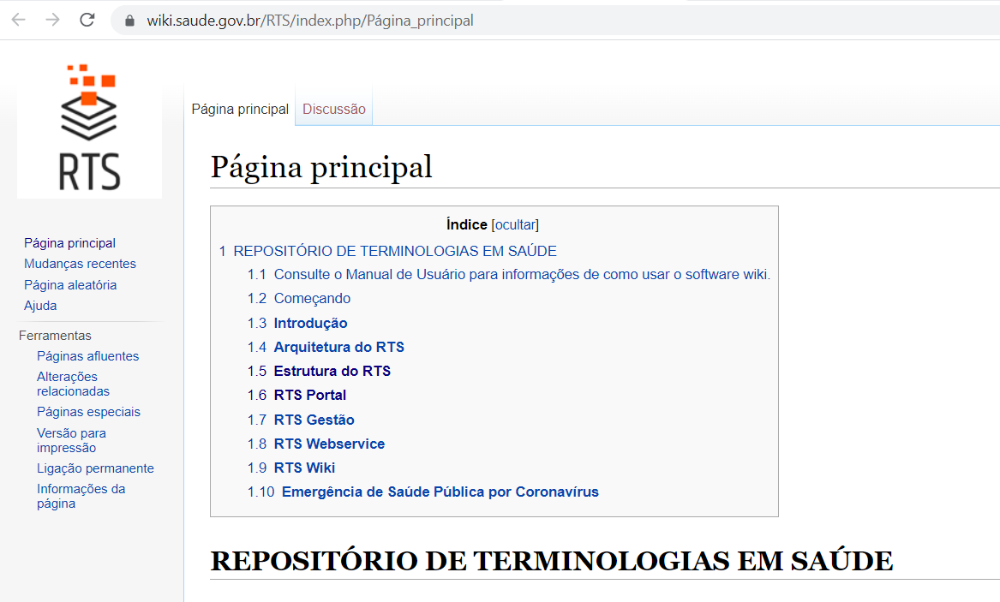 wiki.saude.gov.br/RTS/index.php/Página_principal
RTS
Página principal
Mudanças recentes
Página aleatória
Ajuda
Ferramentas
Páginas afluentes
Alterações
relacionadas
Páginas especiais
Versão para
impressão
Ligação permanente
Informações da
página
Página principal
Discussão
Página principal
Índice [ocultar]
1 REPOSITÓRIO DE TERMINOLOGIAS EM SAÚDE
1.1 Consulte o Manual de Usuário para informações de como usar o software wiki.
1.2 Começando
1.3 Introdução
1.4 Arquitetura do RTS
1.5 Estrutura do RTS
1.6 RTS Portal
1.7 RTS Gestão
1.8 RTS Webservice
1.9 RTS Wiki
1.10 Emergência de Saúde Pública por Coronavírus
REPOSITÓRIO DE TERMINOLOGIAS EM SAÚDE